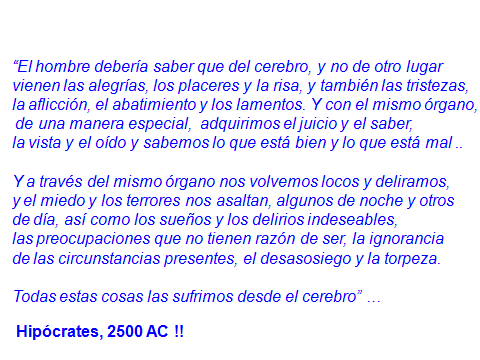 “El hombre debería saber que del cerebro, y no de otro lugar
vienen las alegrías, los placeres y la risa, y también las tristezas,
la aflicción, el abatimiento y los lamentos. Y con el mismo órgano,
de una manera especial, adquirimos el juicio y el saber,
la vista y el oído y sabemos lo que está bien y lo que está mal ..
Y a través del mismo órgano nos volvemos locos y deliramos,
y el miedo y los terrores nos asaltan, algunos de noche y otros
de día, así como los sueños y los delirios indeseables,
las preocupaciones que no tienen razón de ser, la ignorancia
de las circunstancias presentes, el desasosiego y la torpeza.
Todas estas cosas las sufrimos desde el cerebro” …
Hipócrates, 2500 AC !!